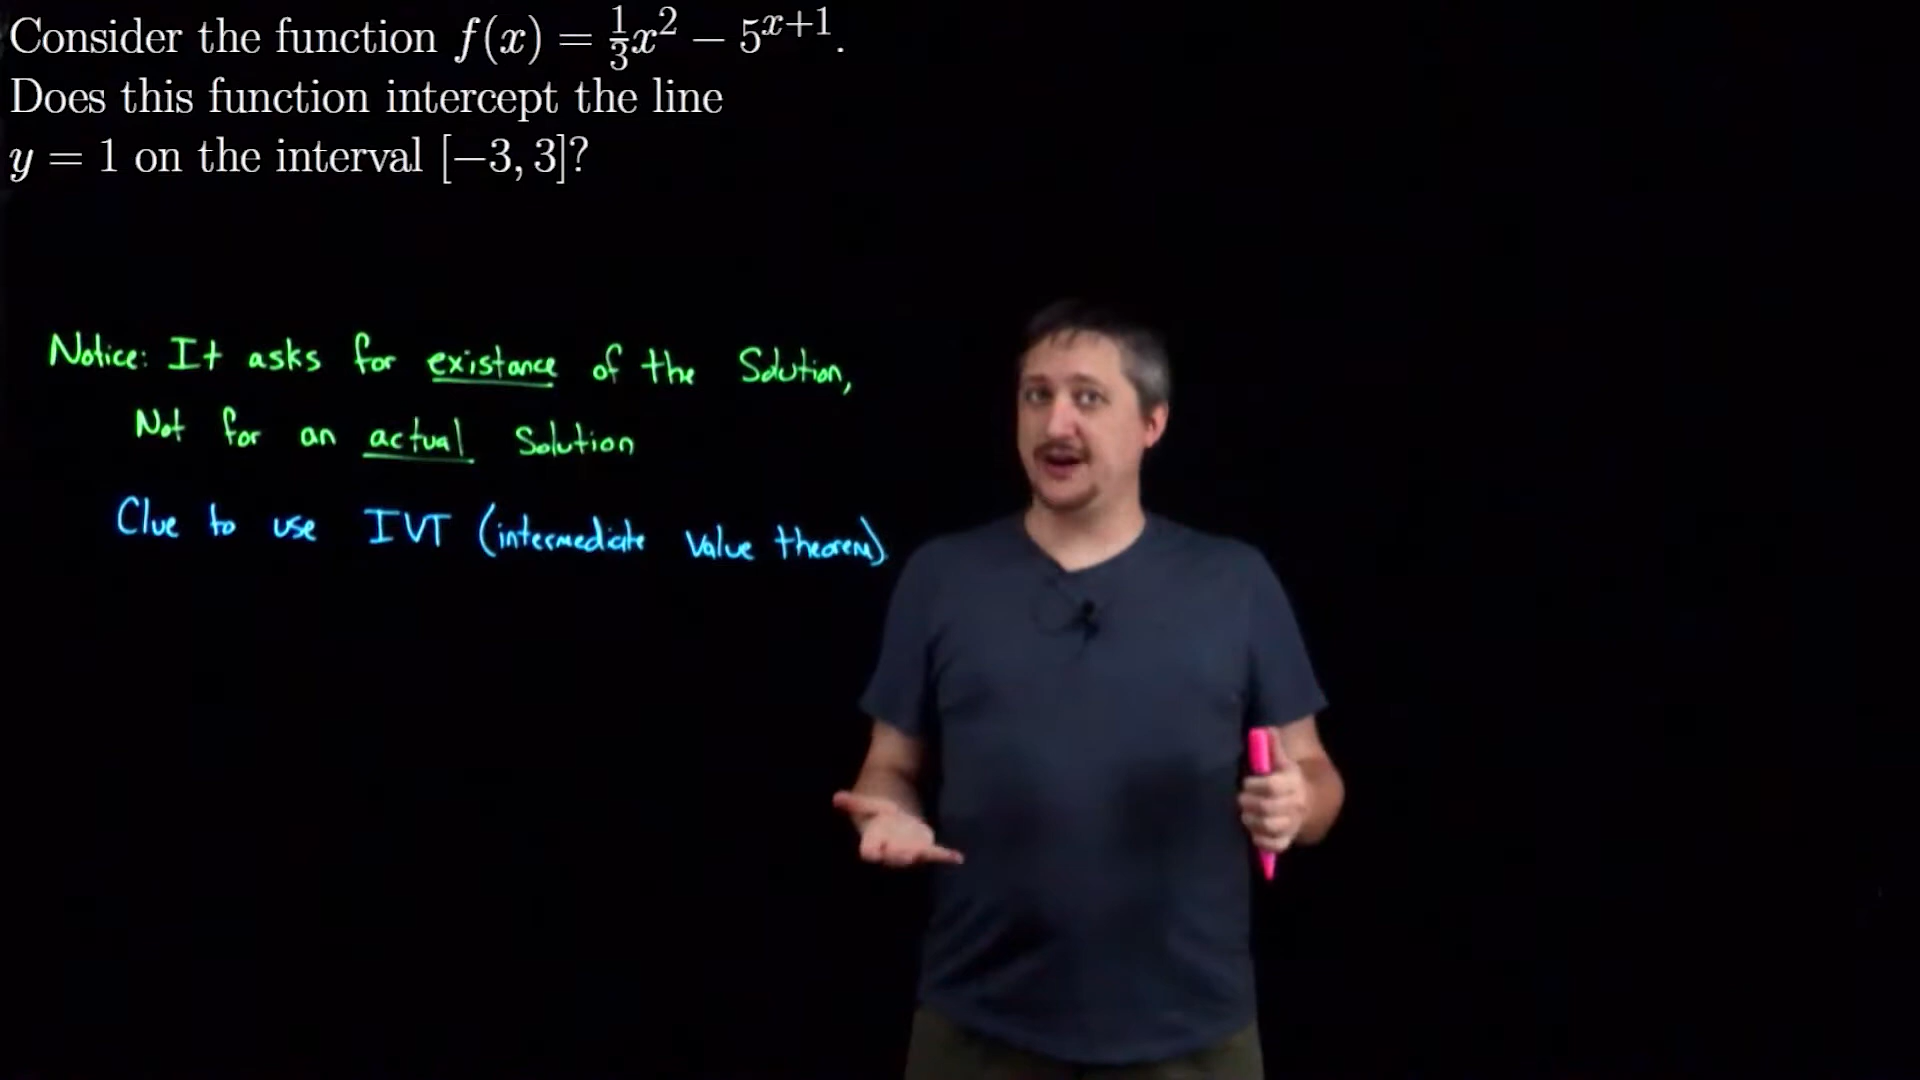 Consider the function f(x) = \frac{1}{3}x^2 − 5^{x+1}.
Does this function intercept the line
y = 1 on the interval [−3, 3]?
Notice: It asks for existance of the Solution,
Not for an actual Solution
Clue to use IVT (intermediate value theorem)